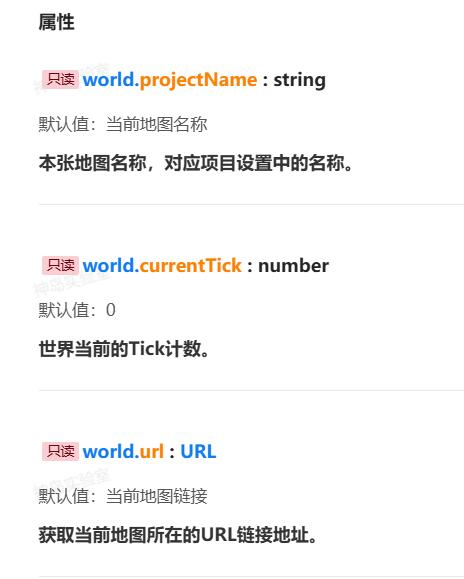 属性
只读 world.projectName : string
默认值：当前地图名称
本张地图名称，对应项目设置中的名称。
只读 world.currentTick : number
默认值：0
世界当前的Tick计数。
只读 world.url : URL
默认值：当前地图链接
获取当前地图所在的URL链接地址。